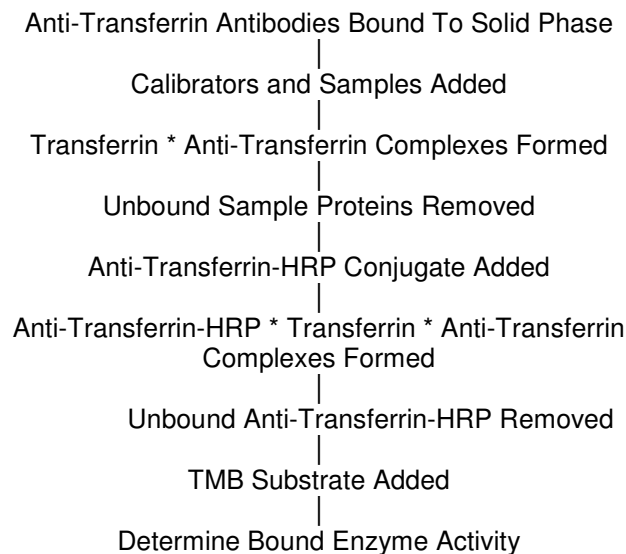 Anti-Transferrin Antibodies Bound To Solid Phase
Calibrators and Samples Added
Transferrin * Anti-Transferrin Complexes Formed
Unbound Sample Proteins Removed
Anti-Transferrin-HRP Conjugate Added
Anti-Transferrin-HRP * Transferrin * Anti-Transferrin
Complexes Formed
Unbound Anti-Transferrin-HRP Removed
TMB Substrate Added
Determine Bound Enzyme Activity